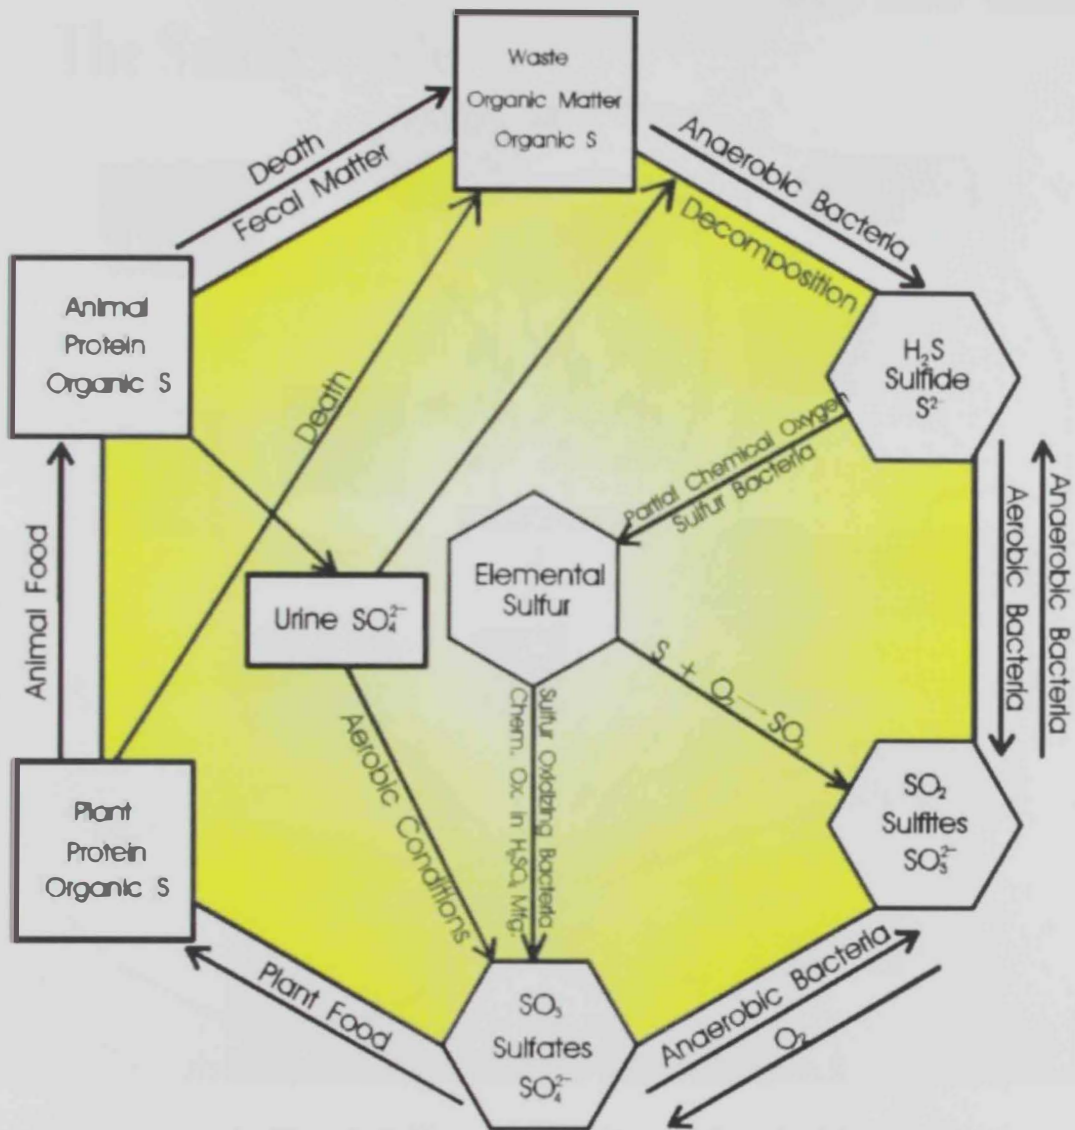 Waste
Organic Matter
Organic S
Death
Fecal Matter
Anaerobic Bacteria
Decomposition
Animal
Protein
Organic S
H₂S
Sulfide
S²⁻
Death
Partial Chemical Oxygen
Sulfur Bacteria
Animal Food
Aerobic Bacteria
Anaerobic Bacteria
Elemental
Sulfur
Urine SO₄²⁻
S + O₂ → SO₂
Aerobic Conditions
Chem. Ox. in H₂SO₄ Mfg.
Sulfur Oxidizing Bacteria
Plant
Protein
Organic S
SO₂
Sulfites
SO₃²⁻
Plant Food
SO₃
Sulfates
SO₄²⁻
Anaerobic Bacteria
O₂